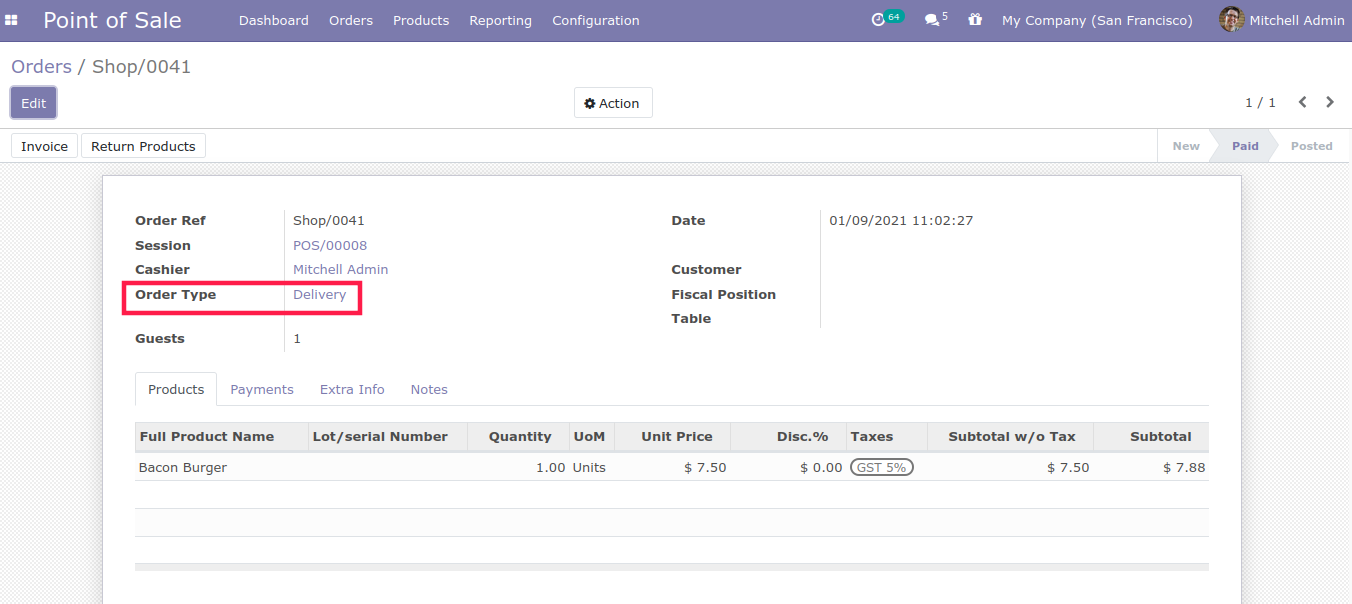 Point of Sale Dashboard Orders Products Reporting Configuration 64 5 My Company (San Francisco) Mitchell Admin
Orders / Shop/0041
Edit Action 1 / 1
Invoice Return Products New Paid Posted
Order Ref Shop/0041 Date 01/09/2021 11:02:27
Session POS/00008
Cashier Mitchell Admin Customer
Order Type Delivery Fiscal Position
Table
Guests 1
Products Payments Extra Info Notes
Full Product Name Lot/serial Number Quantity UoM Unit Price Disc.% Taxes Subtotal w/o Tax Subtotal
Bacon Burger 1.00 Units $ 7.50 $ 0.00 GST 5% $ 7.50 $ 7.88